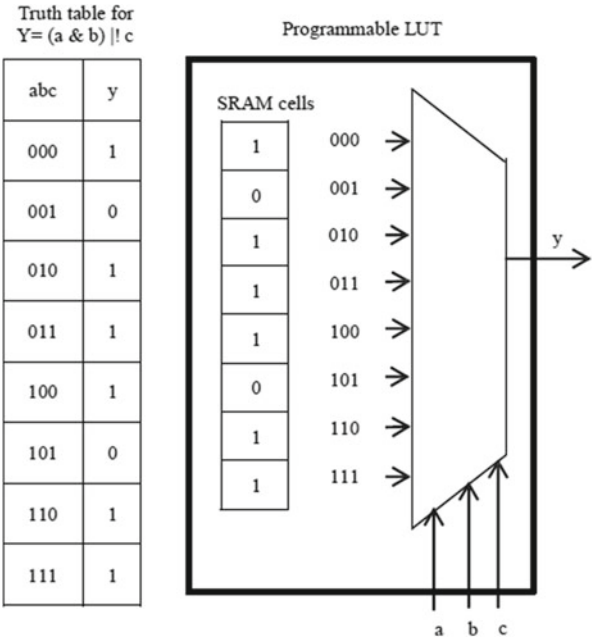 Truth table for
Y= (a & b) |! c
abc y
000 1
001 0
010 1
011 1
100 1
101 0
110 1
111 1
Programmable LUT
SRAM cells
1 000
0 001
1 010
1 011
1 100
0 101
1 110
1 111
y
a b c